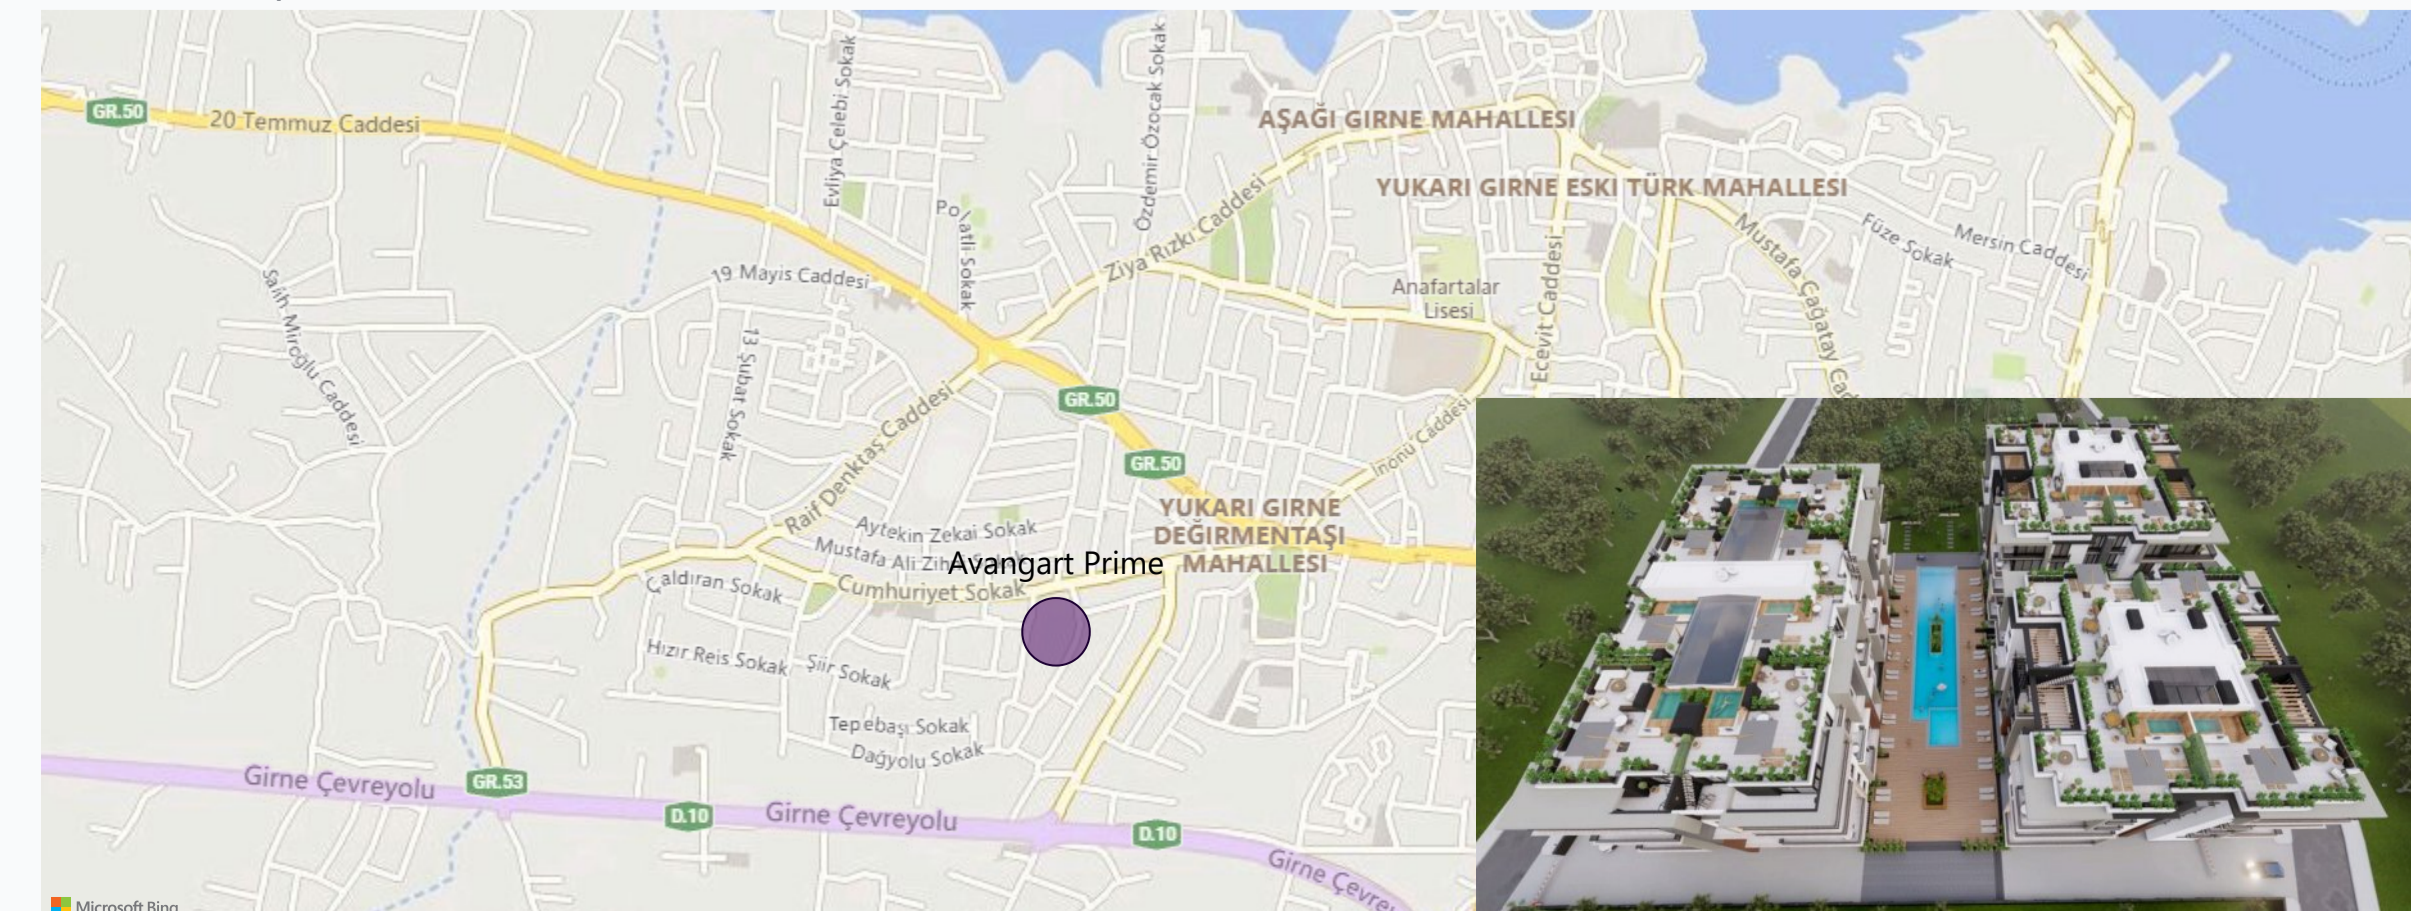 GR.50
20 Temmuz Caddesi
Evliya Çelebi Sokak
Özdemir Özocak Sokak
AŞAĞI GIRNE MAHALLESI
YUKARI GIRNE ESKI TÜRK MAHALLESI
Polatli Sokak
Ziya Rızkı Caddesi
Mustafa Çağatay Cad
Füze Sokak
Mersin Caddesi
19 Mayis Caddesi
Salih Miroğlu Caddesi
Anafartalar
Lisesi
Ecevit Caddesi
13 Şubat Sokak
GR.50
Raif Denktaş Caddesi
İnönü Caddesi
GR.50
YUKARI GIRNE
DEĞIRMENTAŞI
MAHALLESI
Aytekin Zekai Sokak
Mustafa Ali Zih Sokak
Avangart Prime
Çaldıran Sokak
Cumhuriyet Sokak
Hızır Reis Sokak
Şiir Sokak
Tepebaşı Sokak
Dağyolu Sokak
Girne Çevreyolu
GR.53
D.10
Girne Çevreyolu
D.10
Girne Çevre
Microsoft Bing